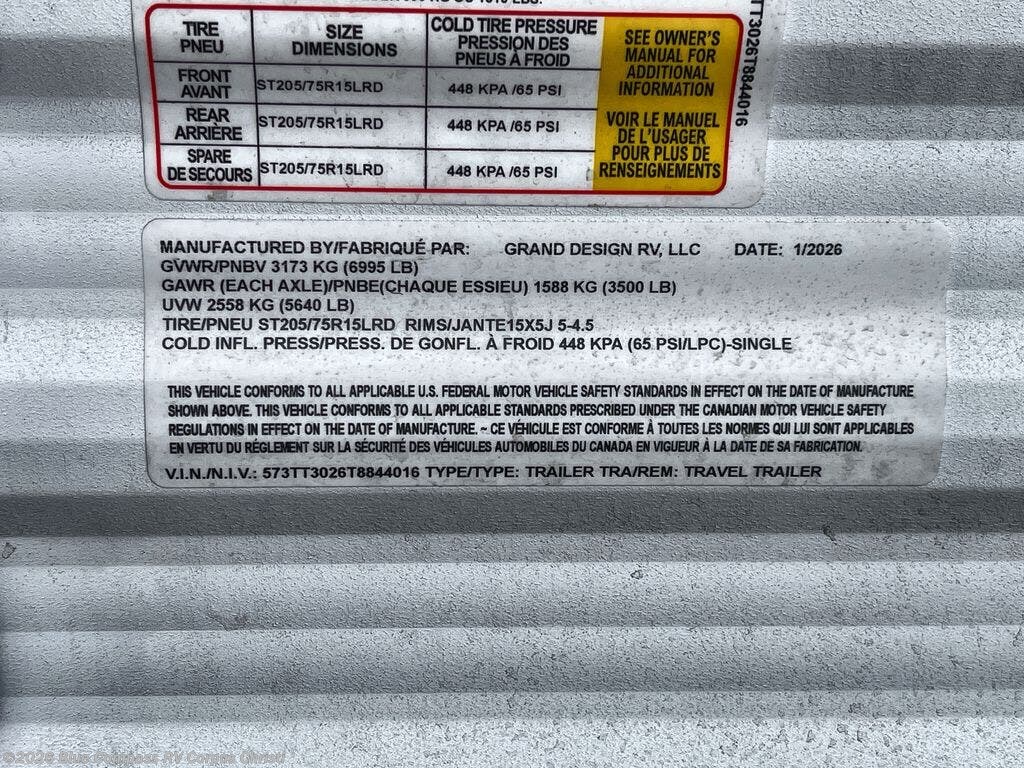 TIRE
PNEU
SIZE
DIMENSIONS
COLD TIRE PRESSURE
PRESSION DES
PNEUS À FROID
SEE OWNER'S
MANUAL FOR
ADDITIONAL
INFORMATION
VOIR LE MANUEL
DE L'USAGER
POUR PLUS DE
RENSEIGNEMENTS
FRONT
AVANT
ST205/75R15LRD
448 KPA /65 PSI
REAR
ARRIÈRE
ST205/75R15LRD
448 KPA /65 PSI
SPARE
DE SECOURS
ST205/75R15LRD
448 KPA /65 PSI
TT3026T8844016
MANUFACTURED BY/FABRIQUÉ PAR: GRAND DESIGN RV, LLC DATE: 1/2026
GVWR/PNBV 3173 KG (6995 LB)
GAWR (EACH AXLE)/PNBE(CHAQUE ESSIEU) 1588 KG (3500 LB)
UVW 2558 KG (5640 LB)
TIRE/PNEU ST205/75R15LRD RIMS/JANTE15X5J 5-4.5
COLD INFL. PRESS/PRESS. DE GONFL. À FROID 448 KPA (65 PSI/LPC)-SINGLE
THIS VEHICLE CONFORMS TO ALL APPLICABLE U.S. FEDERAL MOTOR VEHICLE SAFETY STANDARDS IN EFFECT ON THE DATE OF MANUFACTURE
SHOWN ABOVE. THIS VEHICLE CONFORMS TO ALL APPLICABLE STANDARDS PRESCRIBED UNDER THE CANADIAN MOTOR VEHICLE SAFETY
REGULATIONS IN EFFECT ON THE DATE OF MANUFACTURE. ~ CE VÉHICULE EST CONFORME À TOUTES LES NORMES QUI LUI SONT APPLICABLES
EN VERTU DU RÉGLEMENT SUR LA SÉCURITÉ DES VÉHICULES AUTOMOBILES DU CANADA EN VIGUEUR À LA DATE DE SA FABRICATION.
V.I.N./N.I.V.: 573TT3026T8844016 TYPE/TYPE: TRAILER TRA/REM: TRAVEL TRAILER
©2026 Blue Compass RV Corpus Christi